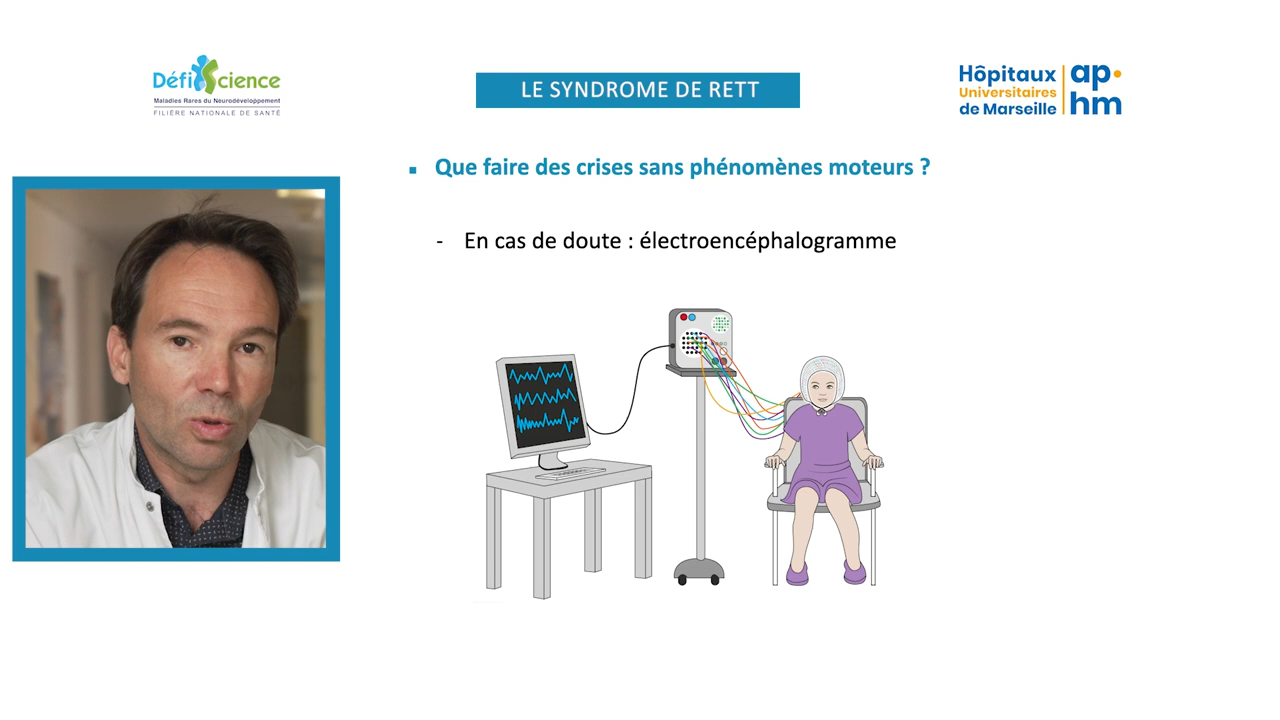 DéfiScience
Maladies Rares du Neurodéveloppement
FILIÈRE NATIONALE DE SANTÉ
LE SYNDROME DE RETT
Hôpitaux
Universitaires
de Marseille
ap.
hm
Que faire des crises sans phénomènes moteurs ?
- En cas de doute : électroencéphalogramme